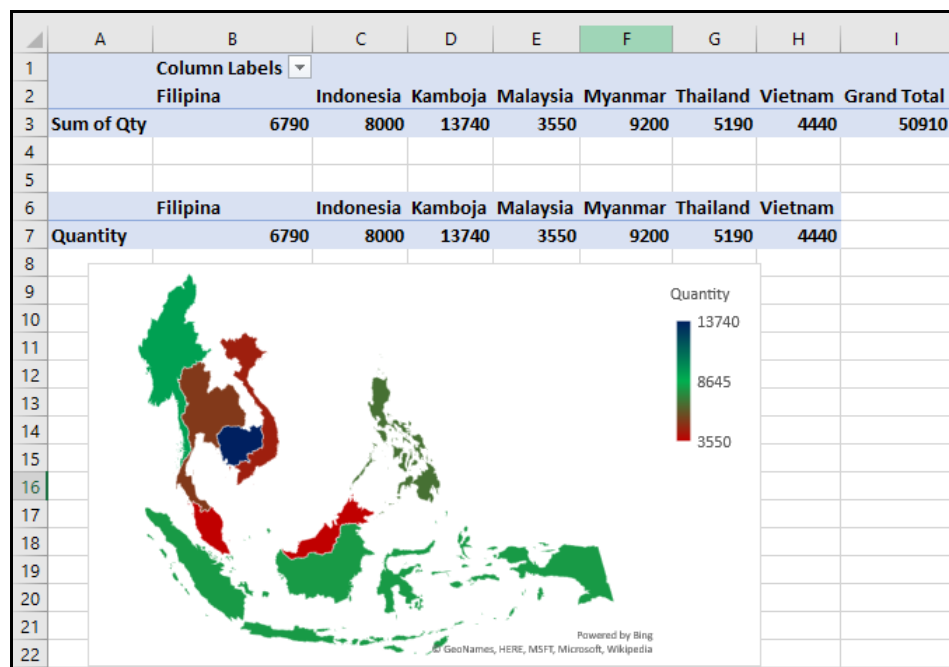 A B C D E F G H I
1 Column Labels
2 Filipina Indonesia Kamboja Malaysia Myanmar Thailand Vietnam Grand Total
3 Sum of Qty 6790 8000 13740 3550 9200 5190 4440 50910
4
5
6 Filipina Indonesia Kamboja Malaysia Myanmar Thailand Vietnam
7 Quantity 6790 8000 13740 3550 9200 5190 4440
8
9 Quantity
10 13740
11
12 8645
13
14 3550
15
16
17
18
19
20
21 Powered by Bing
22 © GeoNames, HERE, MSFT, Microsoft, Wikipedia